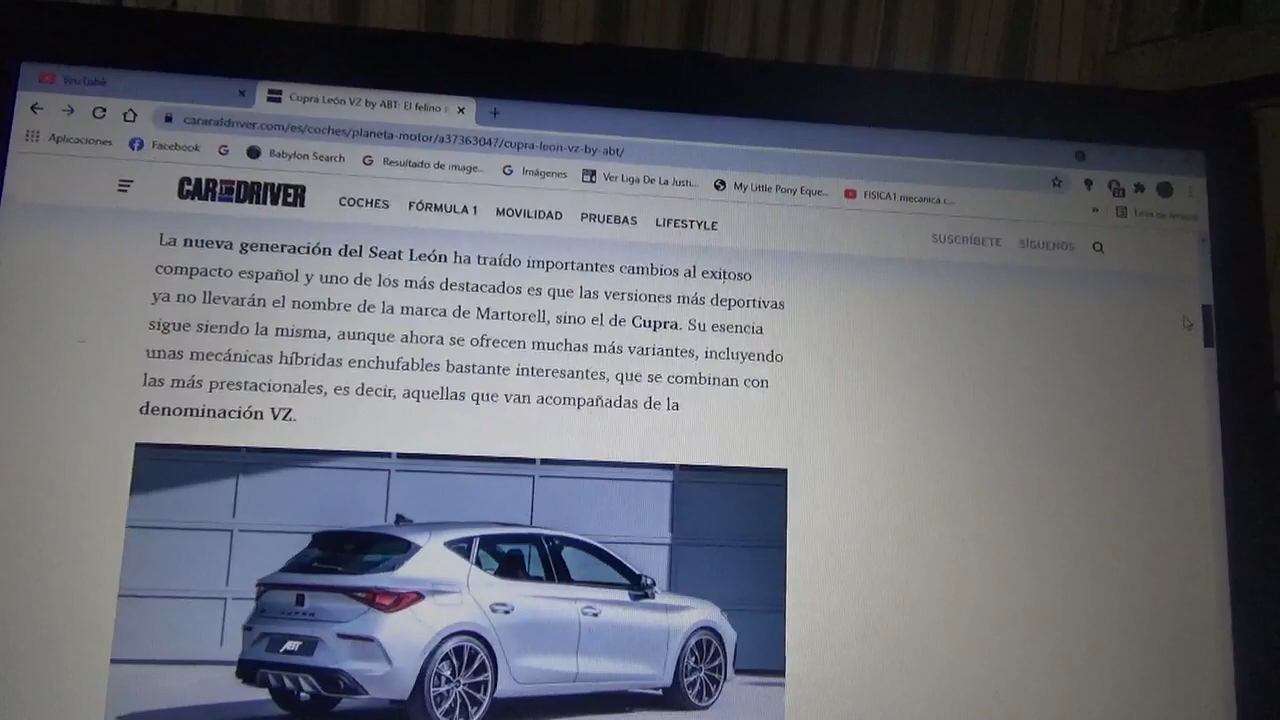 YouTube
Cupra León VZ by ABT: El felino
caranddriver.com/es/coches/planeta-motor/a37363047/cupra-leon-vz-by-abt/
Aplicaciones Facebook Babylon Search Resultado de image... Imágenes Ver Liga De La Justi... My Little Pony Eque... FISICA1 mecanica c... »
CAR AND DRIVER COCHES FÓRMULA 1 MOVILIDAD PRUEBAS LIFESTYLE SUSCRÍBETE SÍGUENOS
La nueva generación del Seat León ha traído importantes cambios al exitoso
compacto español y uno de los más destacados es que las versiones más deportivas
ya no llevarán el nombre de la marca de Martorell, sino el de Cupra. Su esencia
sigue siendo la misma, aunque ahora se ofrecen muchas más variantes, incluyendo
unas mecánicas híbridas enchufables bastante interesantes, que se combinan con
las más prestacionales, es decir, aquellas que van acompañadas de la
denominación VZ.
CUPRA
ABT